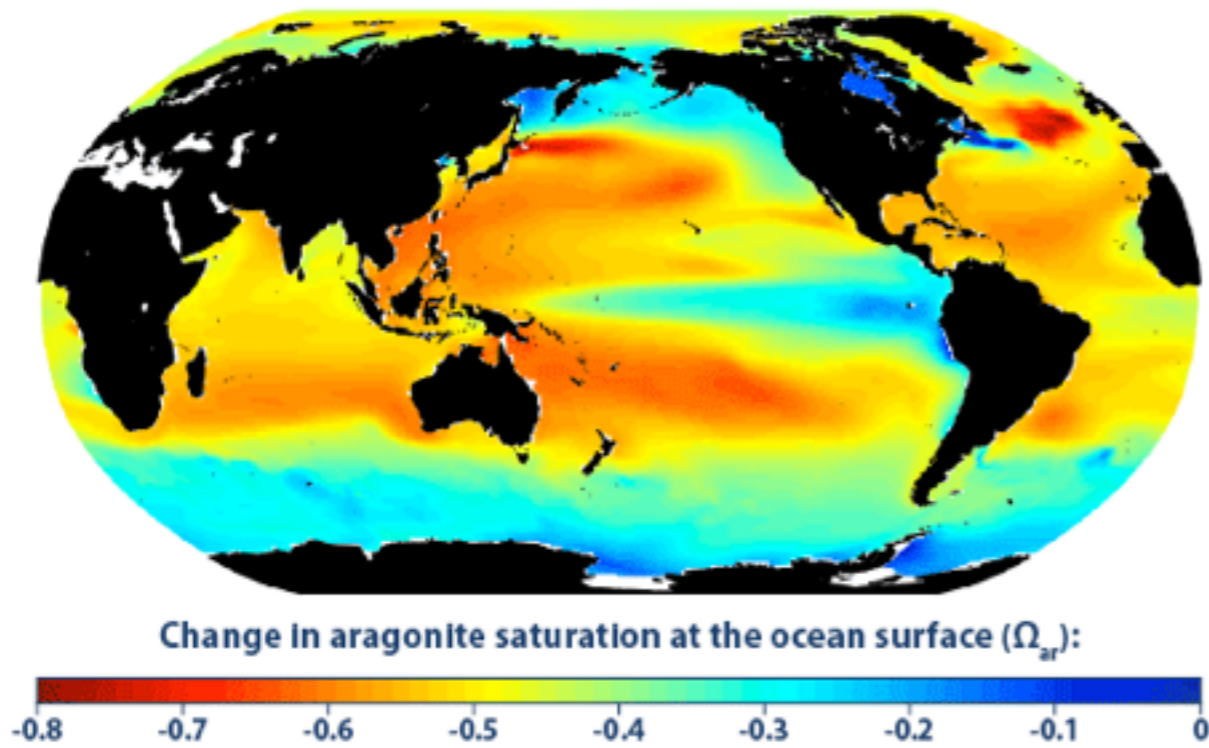 Change in aragonite saturation at the ocean surface (Ωar):
-0.8 -0.7 -0.6 -0.5 -0.4 -0.3 -0.2 -0.1 0